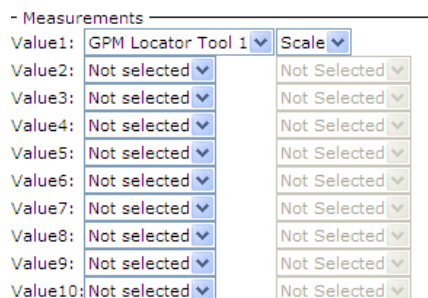 Measurements
Value1: GPM Locator Tool 1 Scale
Value2: Not selected Not Selected
Value3: Not selected Not Selected
Value4: Not selected Not Selected
Value5: Not selected Not Selected
Value6: Not selected Not Selected
Value7: Not selected Not Selected
Value8: Not selected Not Selected
Value9: Not selected Not Selected
Value10: Not selected Not Selected